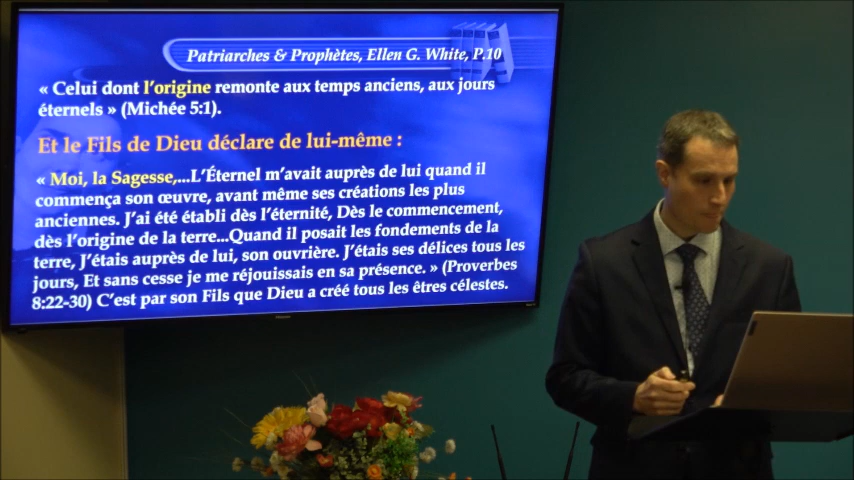 Patriarches & Prophètes, Ellen G. White, P.10
« Celui dont l'origine remonte aux temps anciens, aux jours
éternels » (Michée 5:1).
Et le Fils de Dieu déclare de lui-même :
« Moi, la Sagesse,...L'Éternel m'avait auprès de lui quand il
commença son œuvre, avant même ses créations les plus
anciennes. J'ai été établi dès l'éternité, Dès le commencement,
dès l'origine de la terre...Quand il posait les fondements de la
terre, J'étais auprès de lui, son ouvrière. J'étais ses délices tous les
jours, Et sans cesse je me réjouissais en sa présence. » (Proverbes
8:22-30) C'est par son Fils que Dieu a créé tous les êtres célestes.